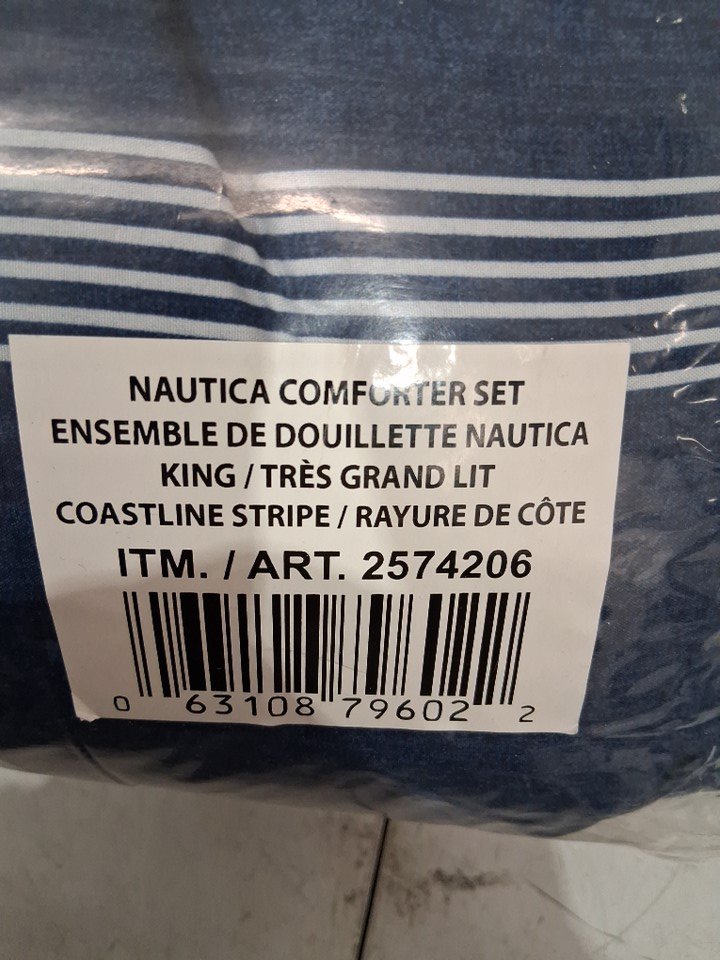 NAUTICA COMFORTER SET
ENSEMBLE DE DOUILLETTE NAUTICA
KING / TRÈS GRAND LIT
COASTLINE STRIPE / RAYURE DE CÔTE
ITM. / ART. 2574206
0 63108 79602 2